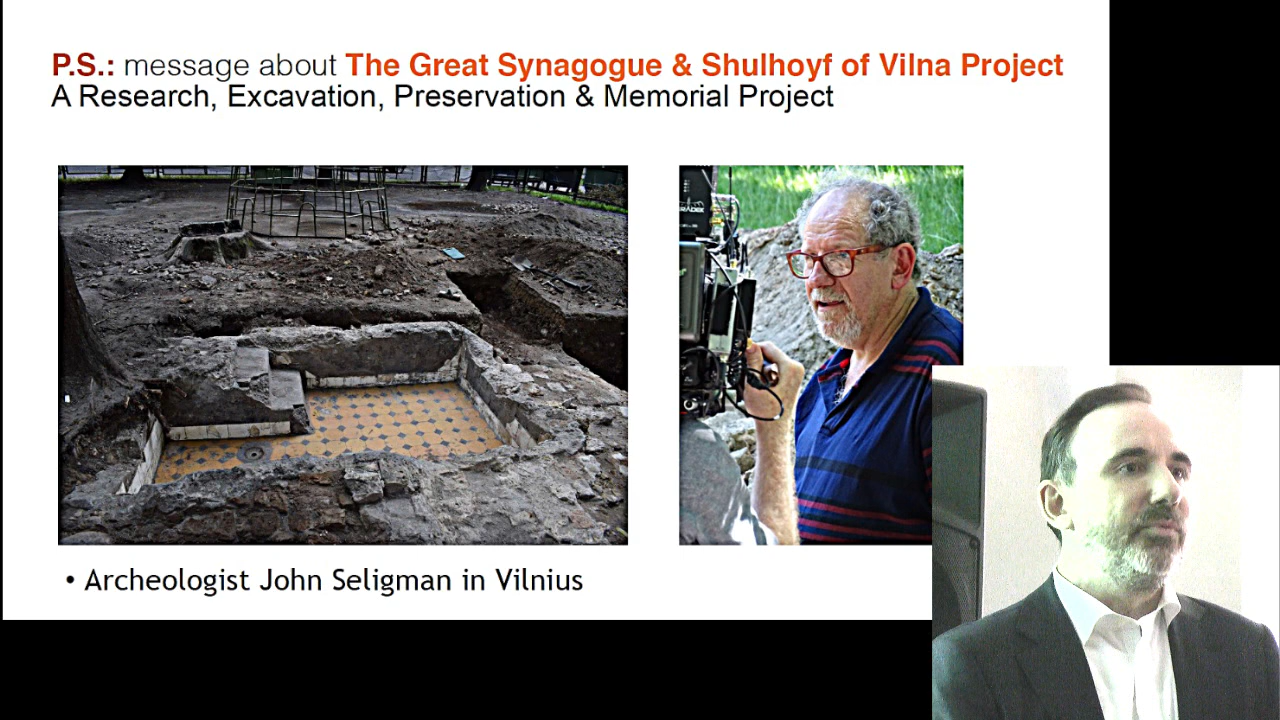 P.S.: message about The Great Synagogue & Shulhoyf of Vilna Project
A Research, Excavation, Preservation & Memorial Project
• Archeologist John Seligman in Vilnius